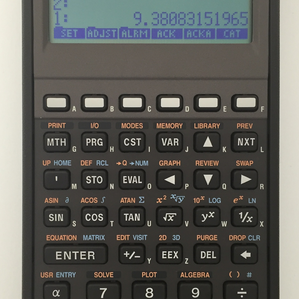 2:
1: 9.38083151965
SET ADJST ALRM ACK ACKA CAT
A B C D E F
PRINT I/O MODES MEMORY LIBRARY PREV
MTH PRG CST VAR ▲ NXT
G H I J K L
UP HOME DEF RCL →Q →NUM GRAPH REVIEW SWAP
' STO EVAL ◀ ▼ ▶
M N O P Q R
ASIN ∂ ACOS ∫ ATAN Σ x² ˣ√y 10ˣ LOG eˣ LN
SIN COS TAN √x yˣ 1/x
S T U V W X
EQUATION MATRIX EDIT VISIT 2D 3D PURGE DROP CLR
ENTER +/− EEX DEL ←
Y Z
USR ENTRY SOLVE PLOT ALGEBRA ( ) #
α 7 8 9 ÷